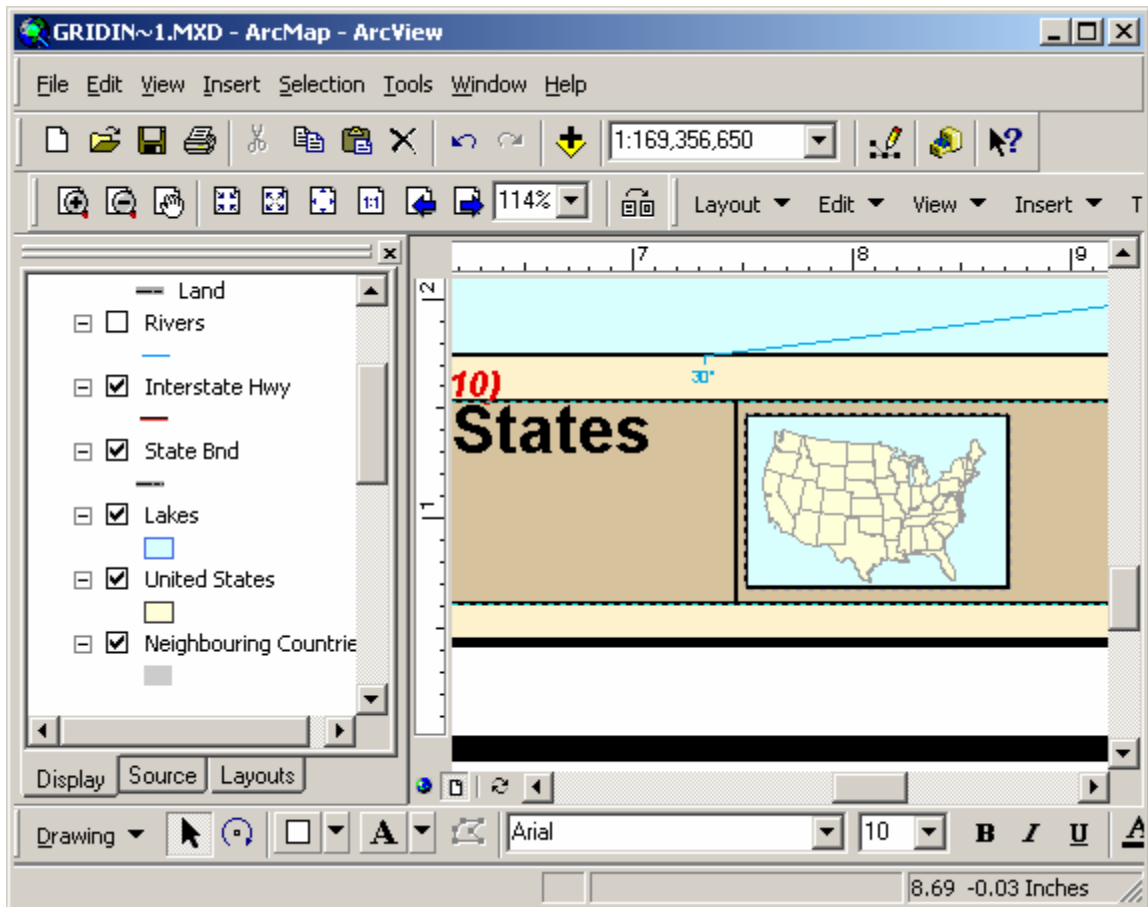 GRIDIN~1.MXD - ArcMap - ArcView
File Edit View Insert Selection Tools Window Help
1:169,356,650
1:1 114% Layout Edit View Insert T
7 8 9
2
1
Land
Rivers
Interstate Hwy
State Bnd
Lakes
United States
Neighbouring Countrie
30°
10)
States
Display Source Layouts
Drawing A Arial 10 B I U A
8.69 -0.03 Inches